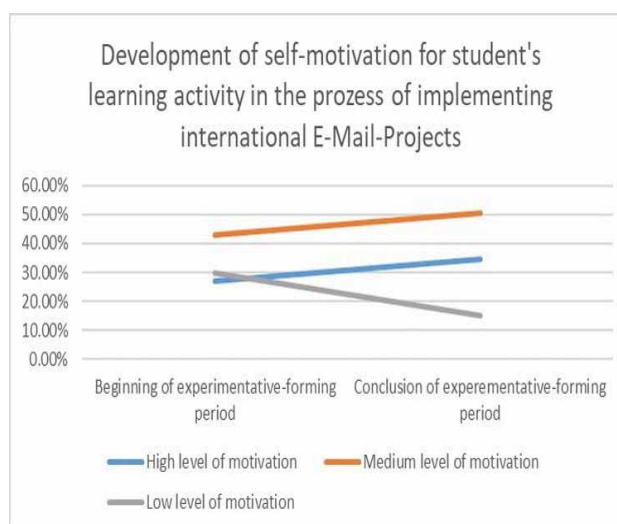 Development of self-motivation for student's
learning activity in the prozess of implementing
international E-Mail-Projects
60.00%
50.00%
40.00%
30.00%
20.00%
10.00%
0.00%
Beginning of experimentative-forming
period
Conclusion of experementative-forming
period
High level of motivation
Medium level of motivation
Low level of motivation